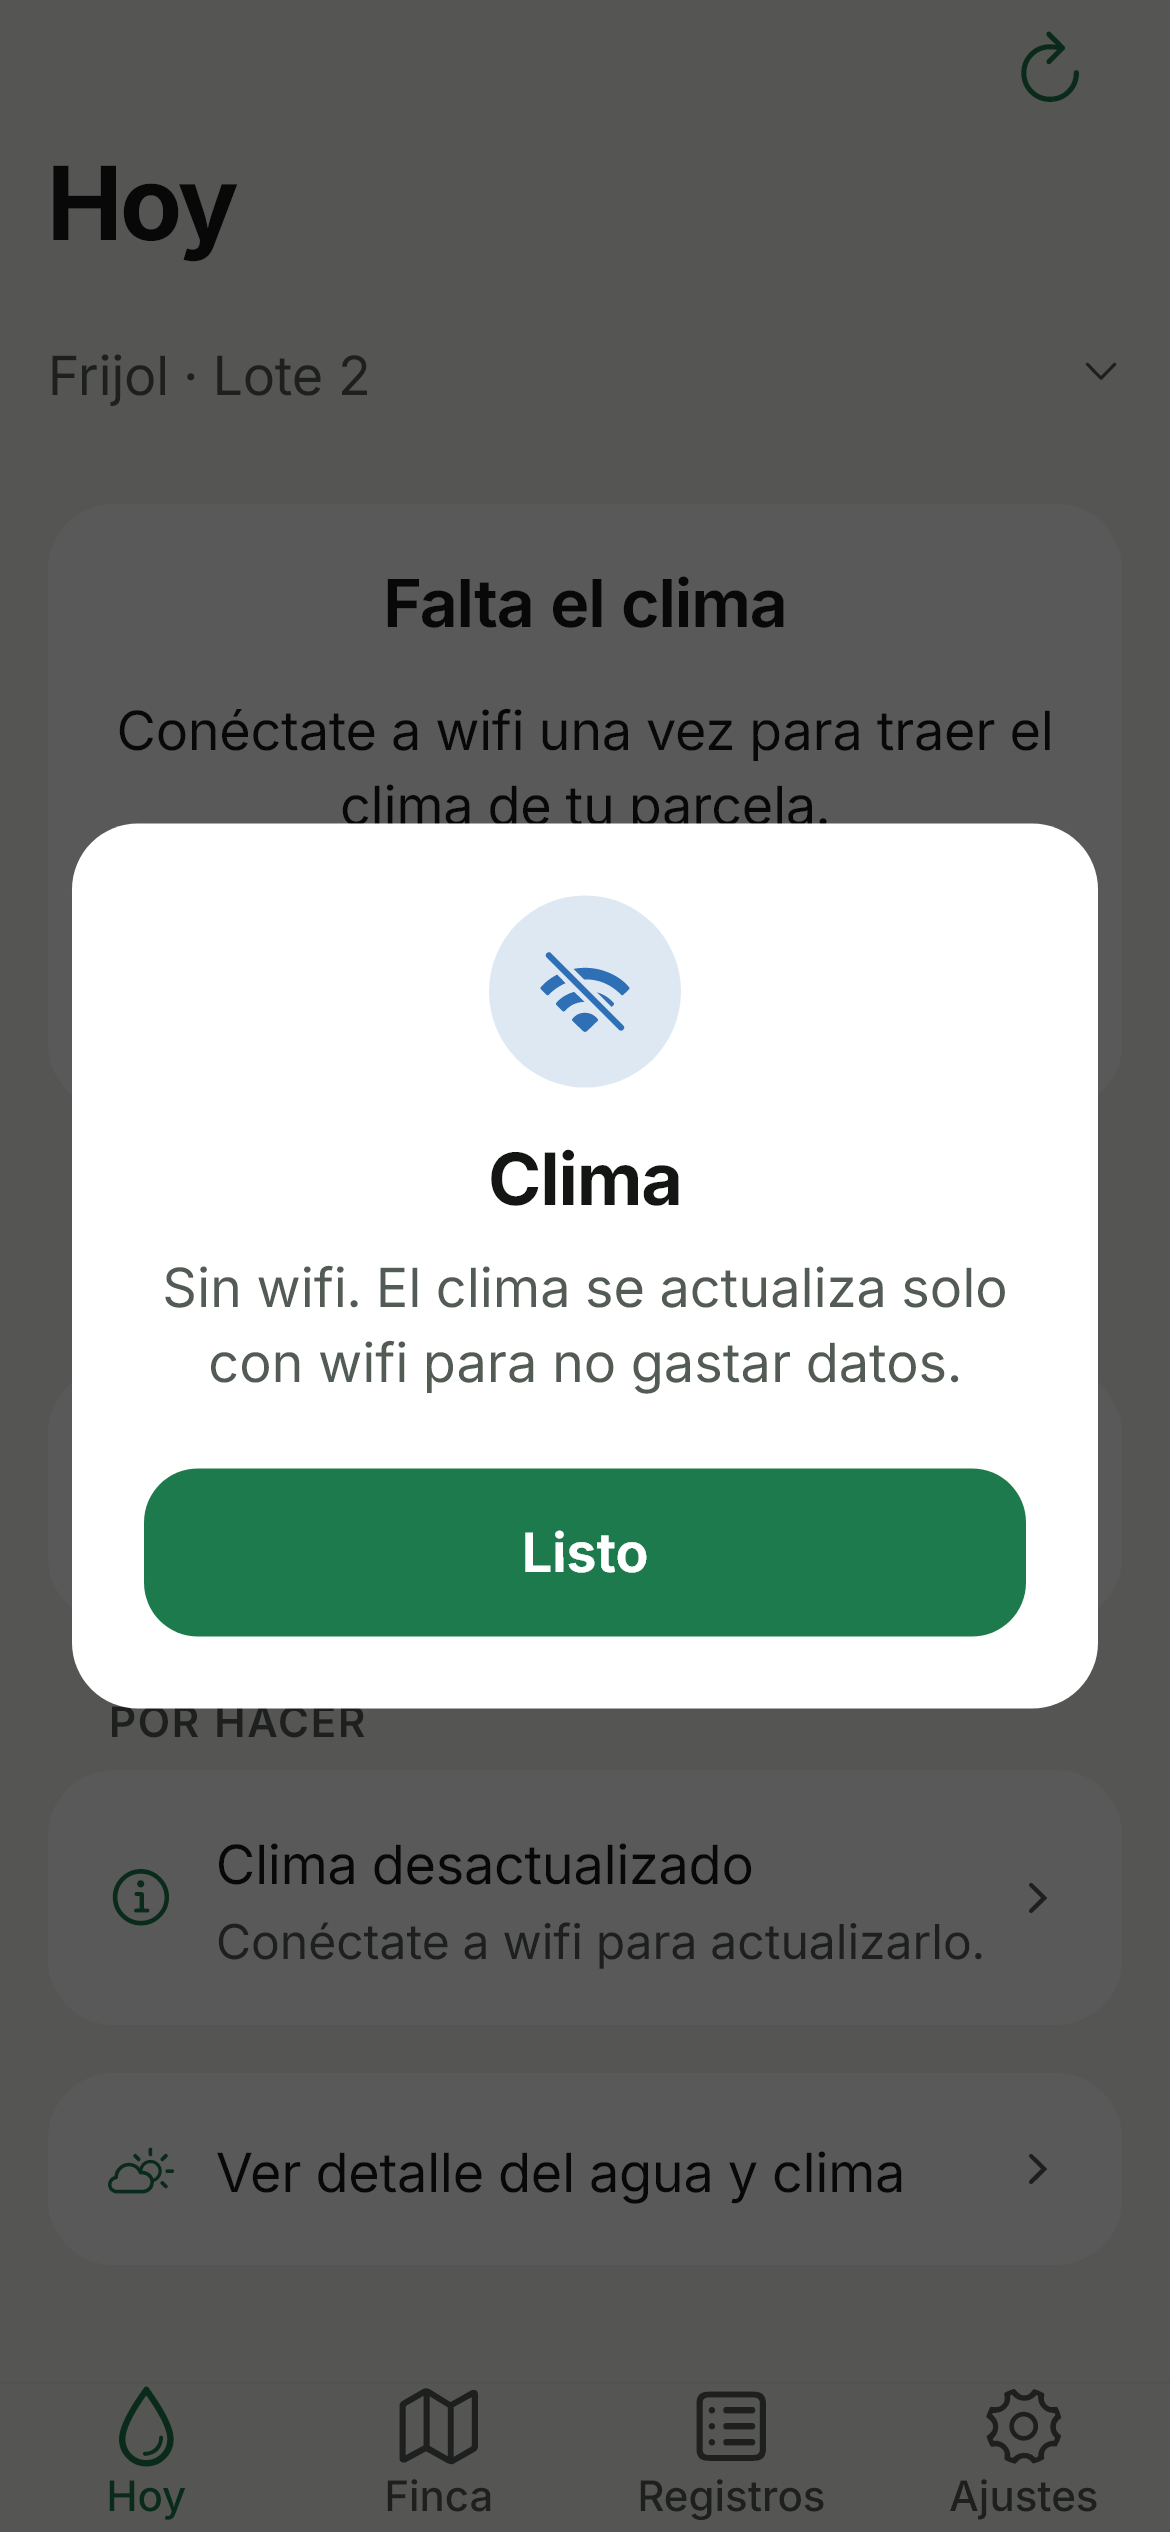 Hoy
Frijol · Lote 2
Falta el clima
Conéctate a wifi una vez para traer el
clima de tu parcela.
Clima
Sin wifi. El clima se actualiza solo
con wifi para no gastar datos.
Listo
POR HACER
Clima desactualizado
Conéctate a wifi para actualizarlo.
Ver detalle del agua y clima
Hoy
Finca
Registros
Ajustes